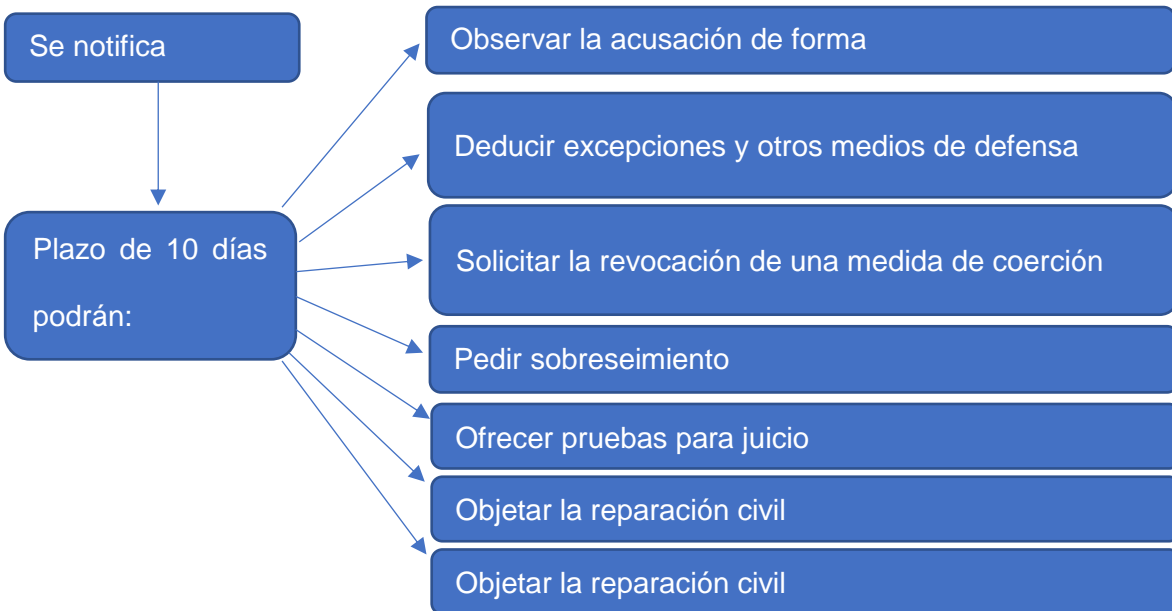 Se notifica
Plazo de 10 días
podrán:
Observar la acusación de forma
Deducir excepciones y otros medios de defensa
Solicitar la revocación de una medida de coerción
Pedir sobreseimiento
Ofrecer pruebas para juicio
Objetar la reparación civil
Objetar la reparación civil